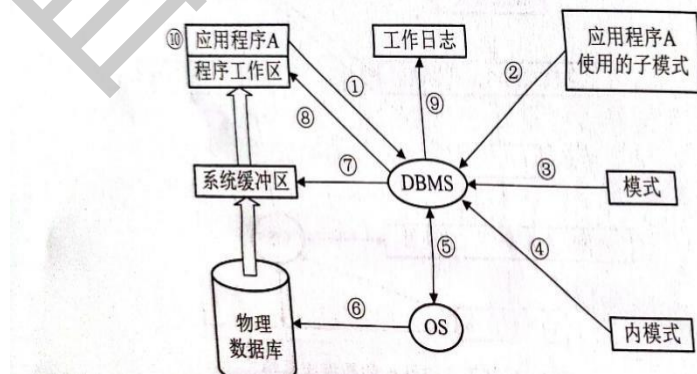 ⑩ 应用程序A
程序工作区
工作日志
应用程序A
使用的子模式
①
②
⑧
⑨
系统缓冲区
⑦
DBMS
③
模式
⑤
④
物理
数据库
⑥
OS
内模式